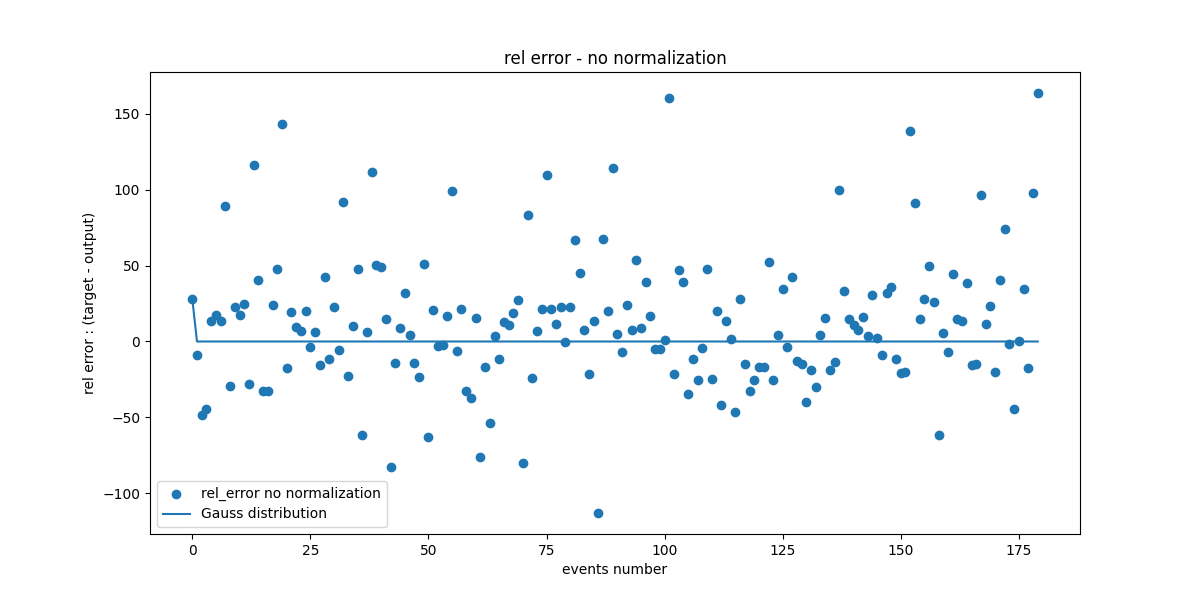 rel error - no normalization
rel error : (target - output)
150
100
50
0
−50
−100
rel_error no normalization
Gauss distribution
0 25 50 75 100 125 150 175
events number